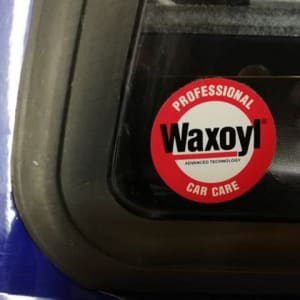 PROFESSIONAL
Waxoyl®
ADVANCED TECHNOLOGY
CAR CARE